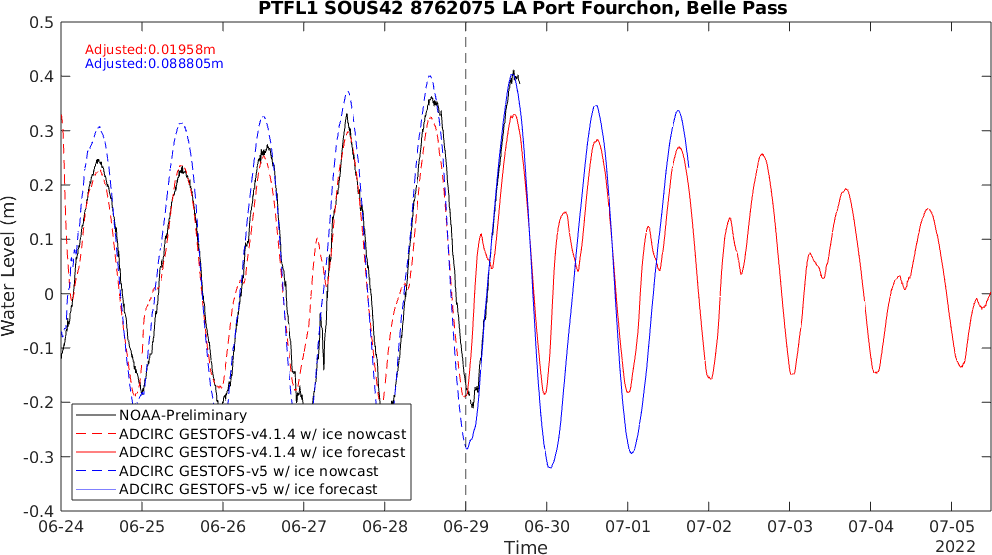 PTFL1 SOUS42 8762075 LA Port Fourchon, Belle Pass
Adjusted:0.01958m
Adjusted:0.088805m
0.5
0.4
0.3
0.2
0.1
0
-0.1
-0.2
-0.3
-0.4
Water Level (m)
NOAA-Preliminary
ADCIRC GESTOFS-v4.1.4 w/ ice nowcast
ADCIRC GESTOFS-v4.1.4 w/ ice forecast
ADCIRC GESTOFS-v5 w/ ice nowcast
ADCIRC GESTOFS-v5 w/ ice forecast
06-24 06-25 06-26 06-27 06-28 06-29 06-30 07-01 07-02 07-03 07-04 07-05
Time
2022